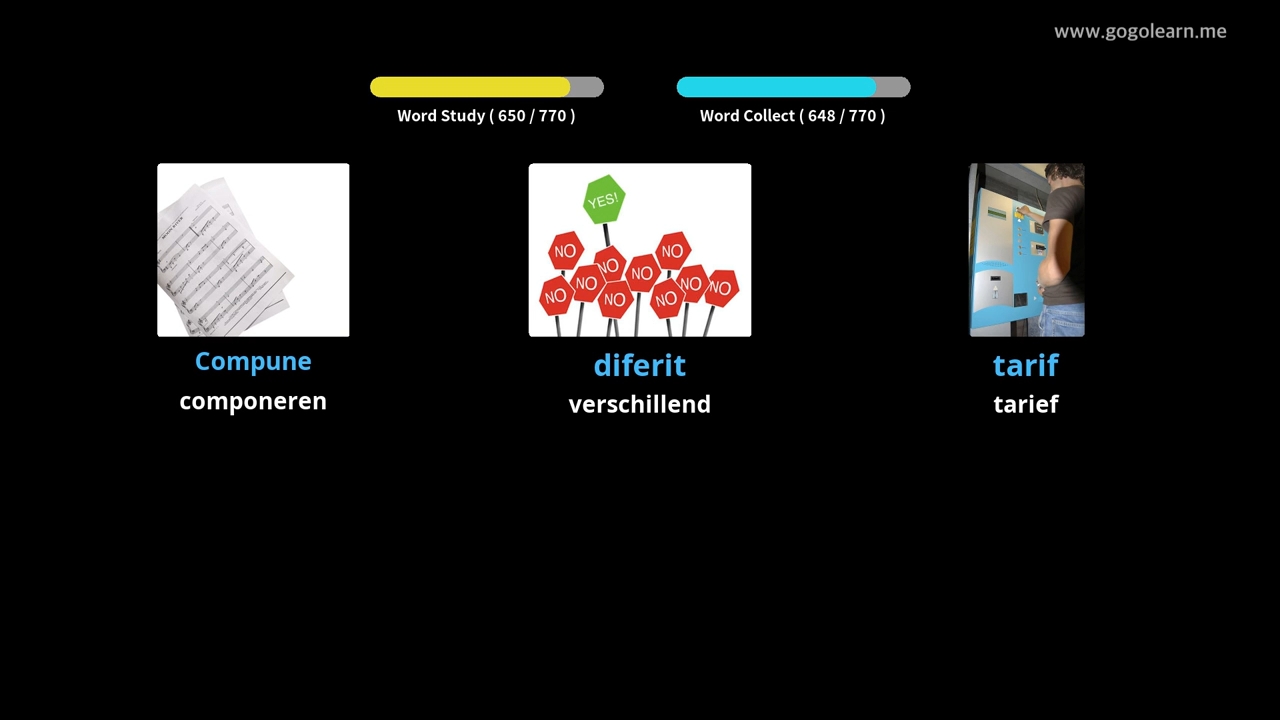 www.gogolearn.me
Word Study ( 650 / 770 )
Word Collect ( 648 / 770 )
YES!
NO
NO
NO
NO
NO
NO
NO
NO
NO
NO
Compune
diferit
tarif
componeren
verschillend
tarief